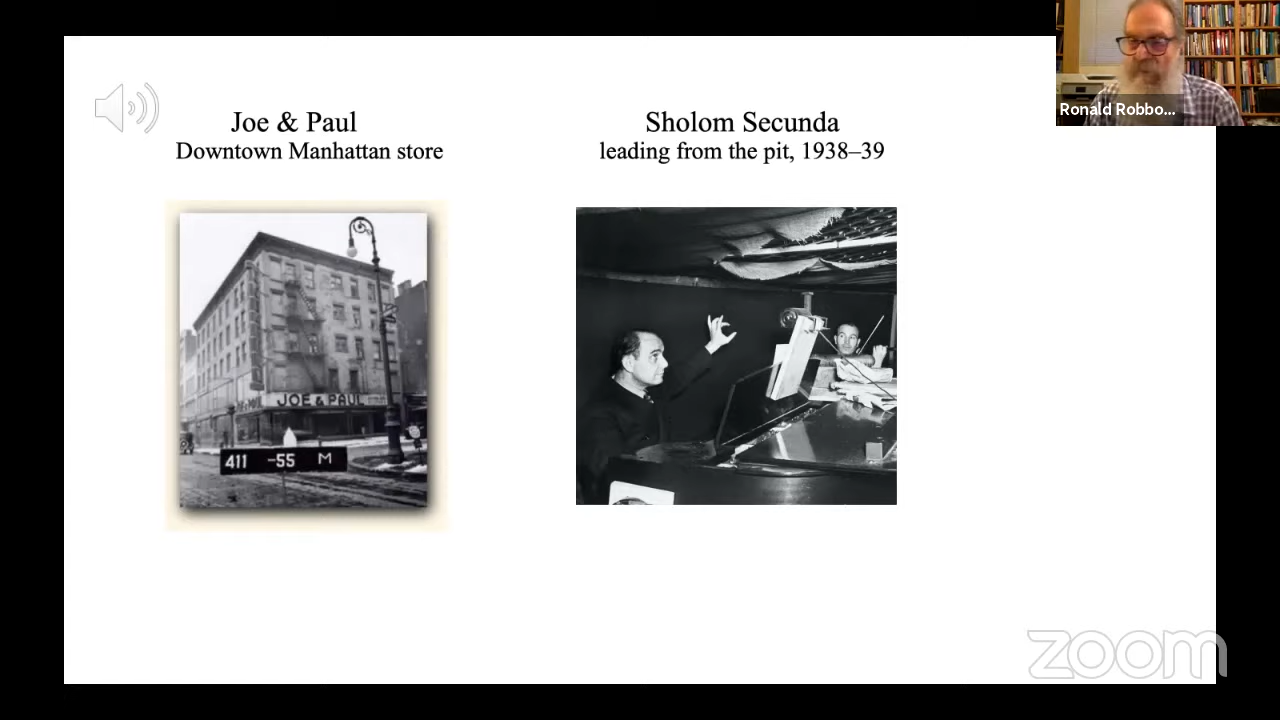 Joe & Paul
Downtown Manhattan store
Sholom Secunda
leading from the pit, 1938–39
Ronald Robbo...
JOE & PAUL
411 -55 M
zoom